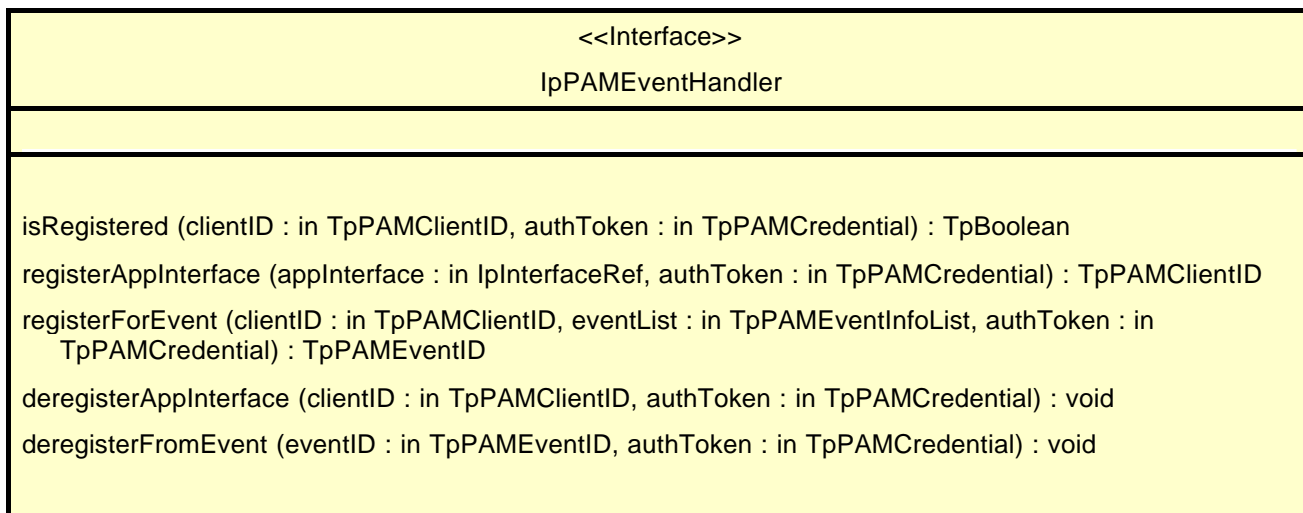 <<Interface>>
IpPAMEventHandler
isRegistered (clientID : in TpPAMClientID, authToken : in TpPAMCredential) : TpBoolean
registerAppInterface (appInterface : in IpInterfaceRef, authToken : in TpPAMCredential) : TpPAMClientID
registerForEvent (clientID : in TpPAMClientID, eventList : in TpPAMEventInfoList, authToken : in
TpPAMCredential) : TpPAMEventID
deregisterAppInterface (clientID : in TpPAMClientID, authToken : in TpPAMCredential) : void
deregisterFromEvent (eventID : in TpPAMEventID, authToken : in TpPAMCredential) : void